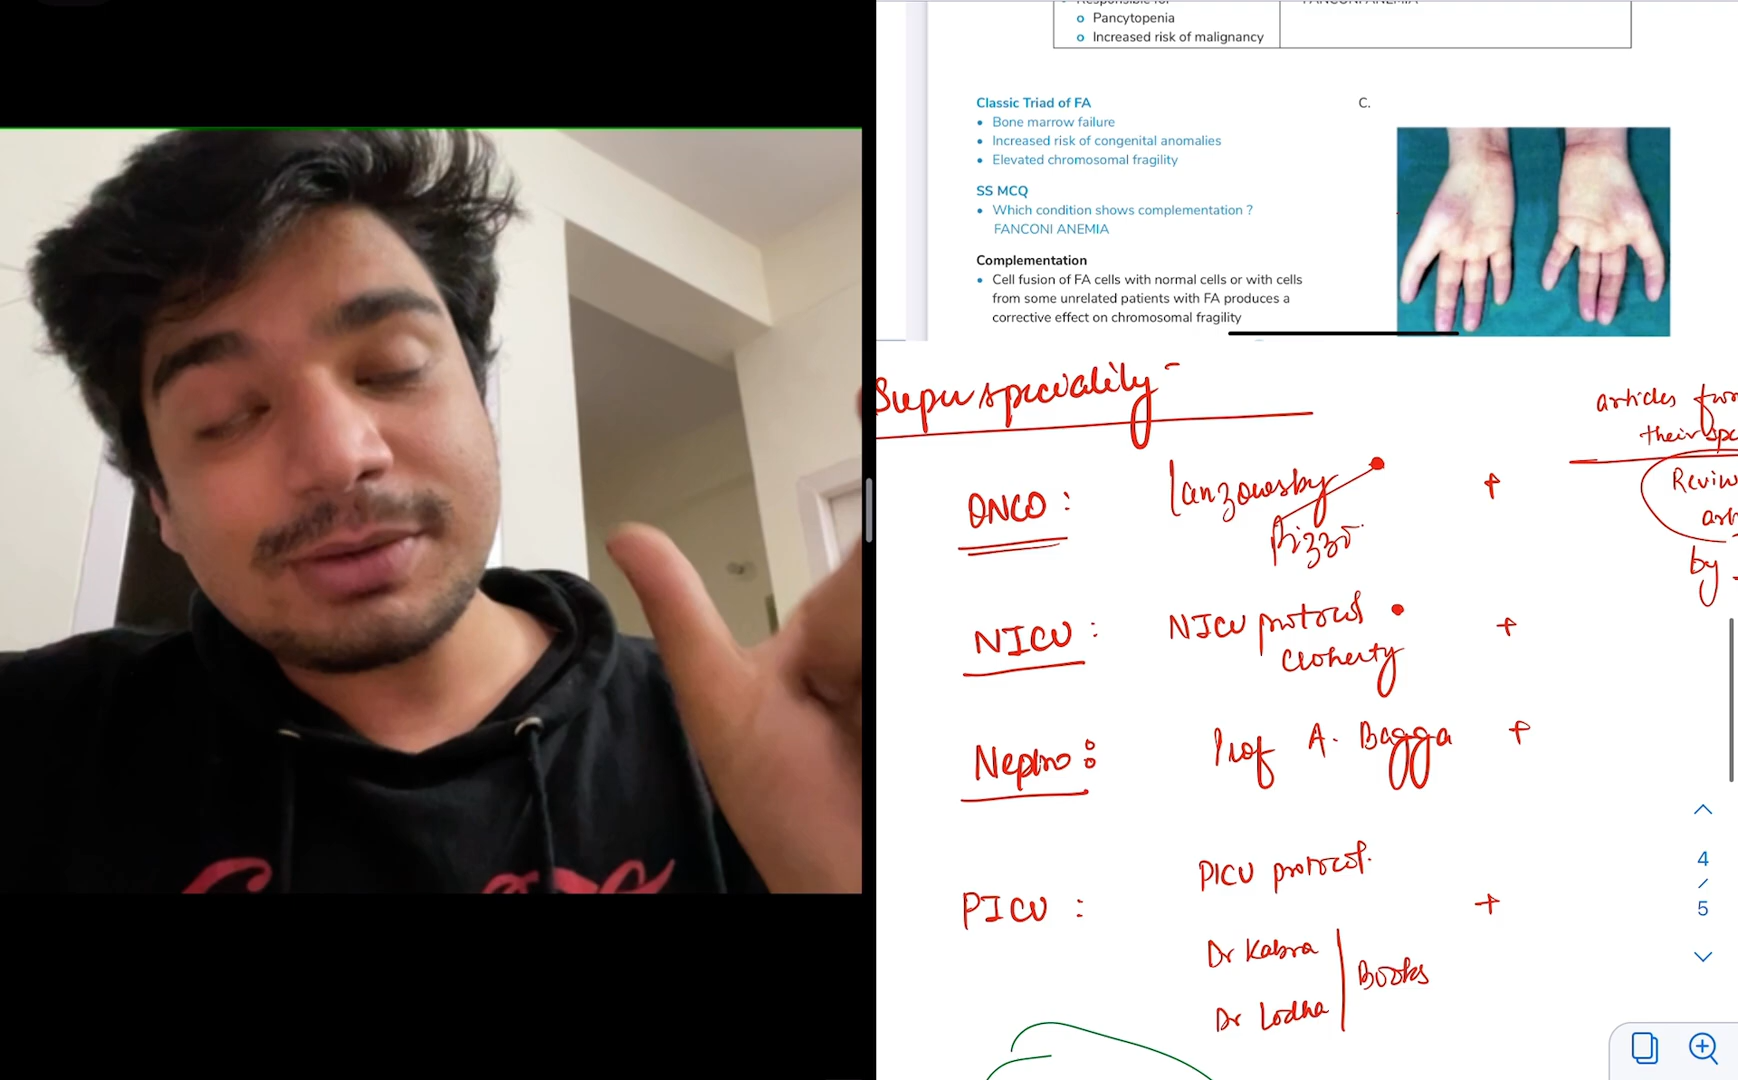 Pancytopenia
Increased risk of malignancy
Classic Triad of FA
Bone marrow failure
Increased risk of congenital anomalies
Elevated chromosomal fragility
SS MCQ
Which condition shows complementation ?
FANCONI ANEMIA
Complementation
Cell fusion of FA cells with normal cells or with cells
from some unrelated patients with FA produces a
corrective effect on chromosomal fragility
C.
Superspeciality -
articles
their
ONCO : Lanzowsby +
Pizzo
by
NICU : NICU protocol +
Cloherty
Nephro : Prof A. Bagga +
PICU : PICU protocol. +
Dr Kabra
Dr Lodha
Books
4
/
5